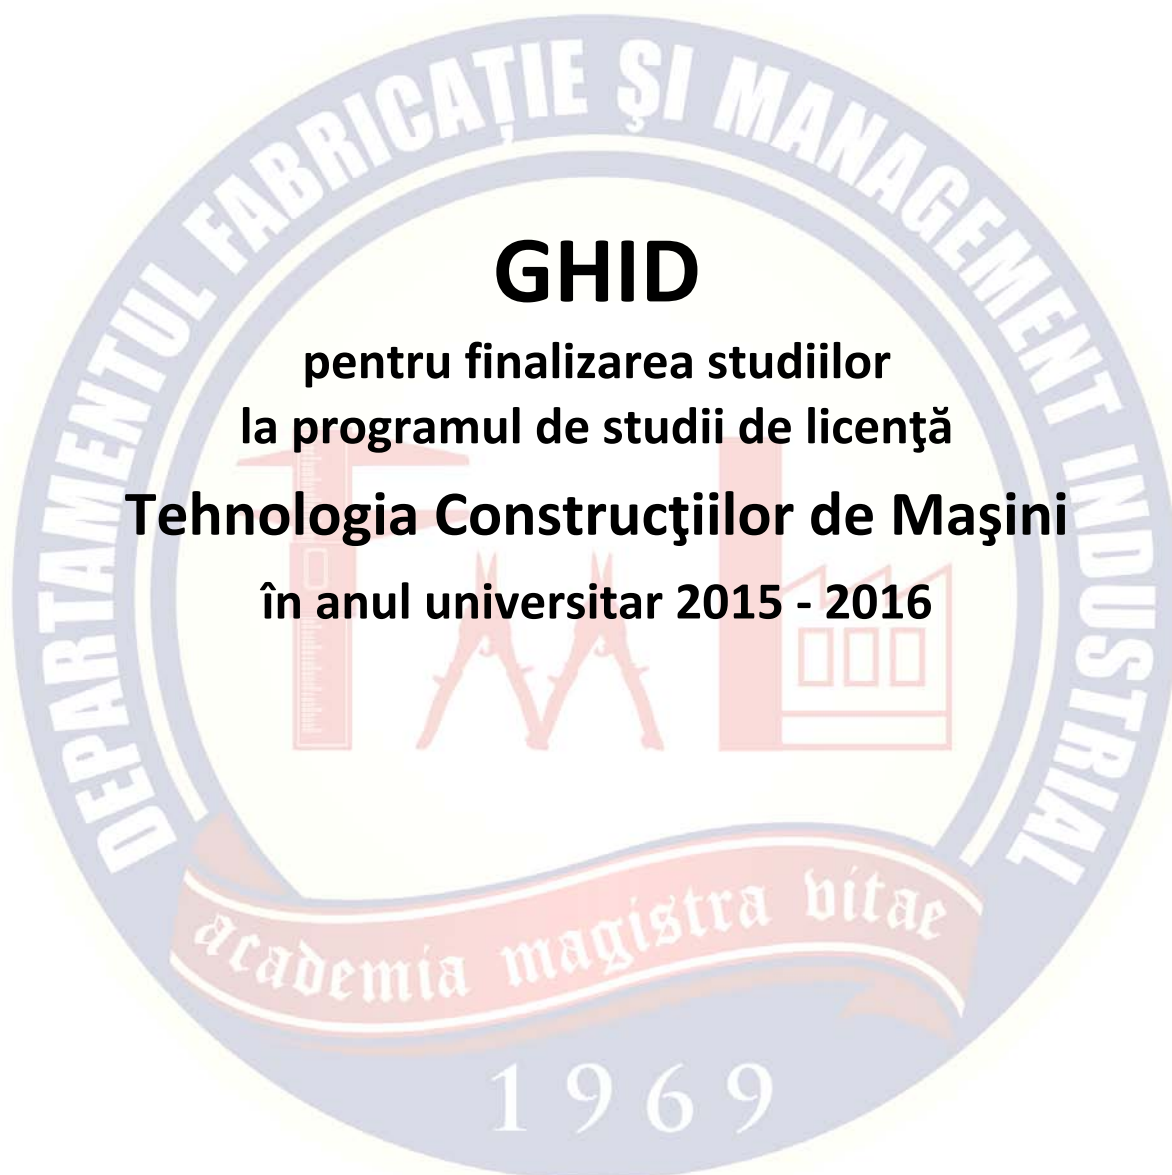 DEPARTAMENTUL FABRICAŢIE ŞI MANAGEMENT INDUSTRIAL
GHID
pentru finalizarea studiilor
la programul de studii de licenţă
Tehnologia Construcţiilor de Maşini
în anul universitar 2015 - 2016
academia magistra vitae
1969